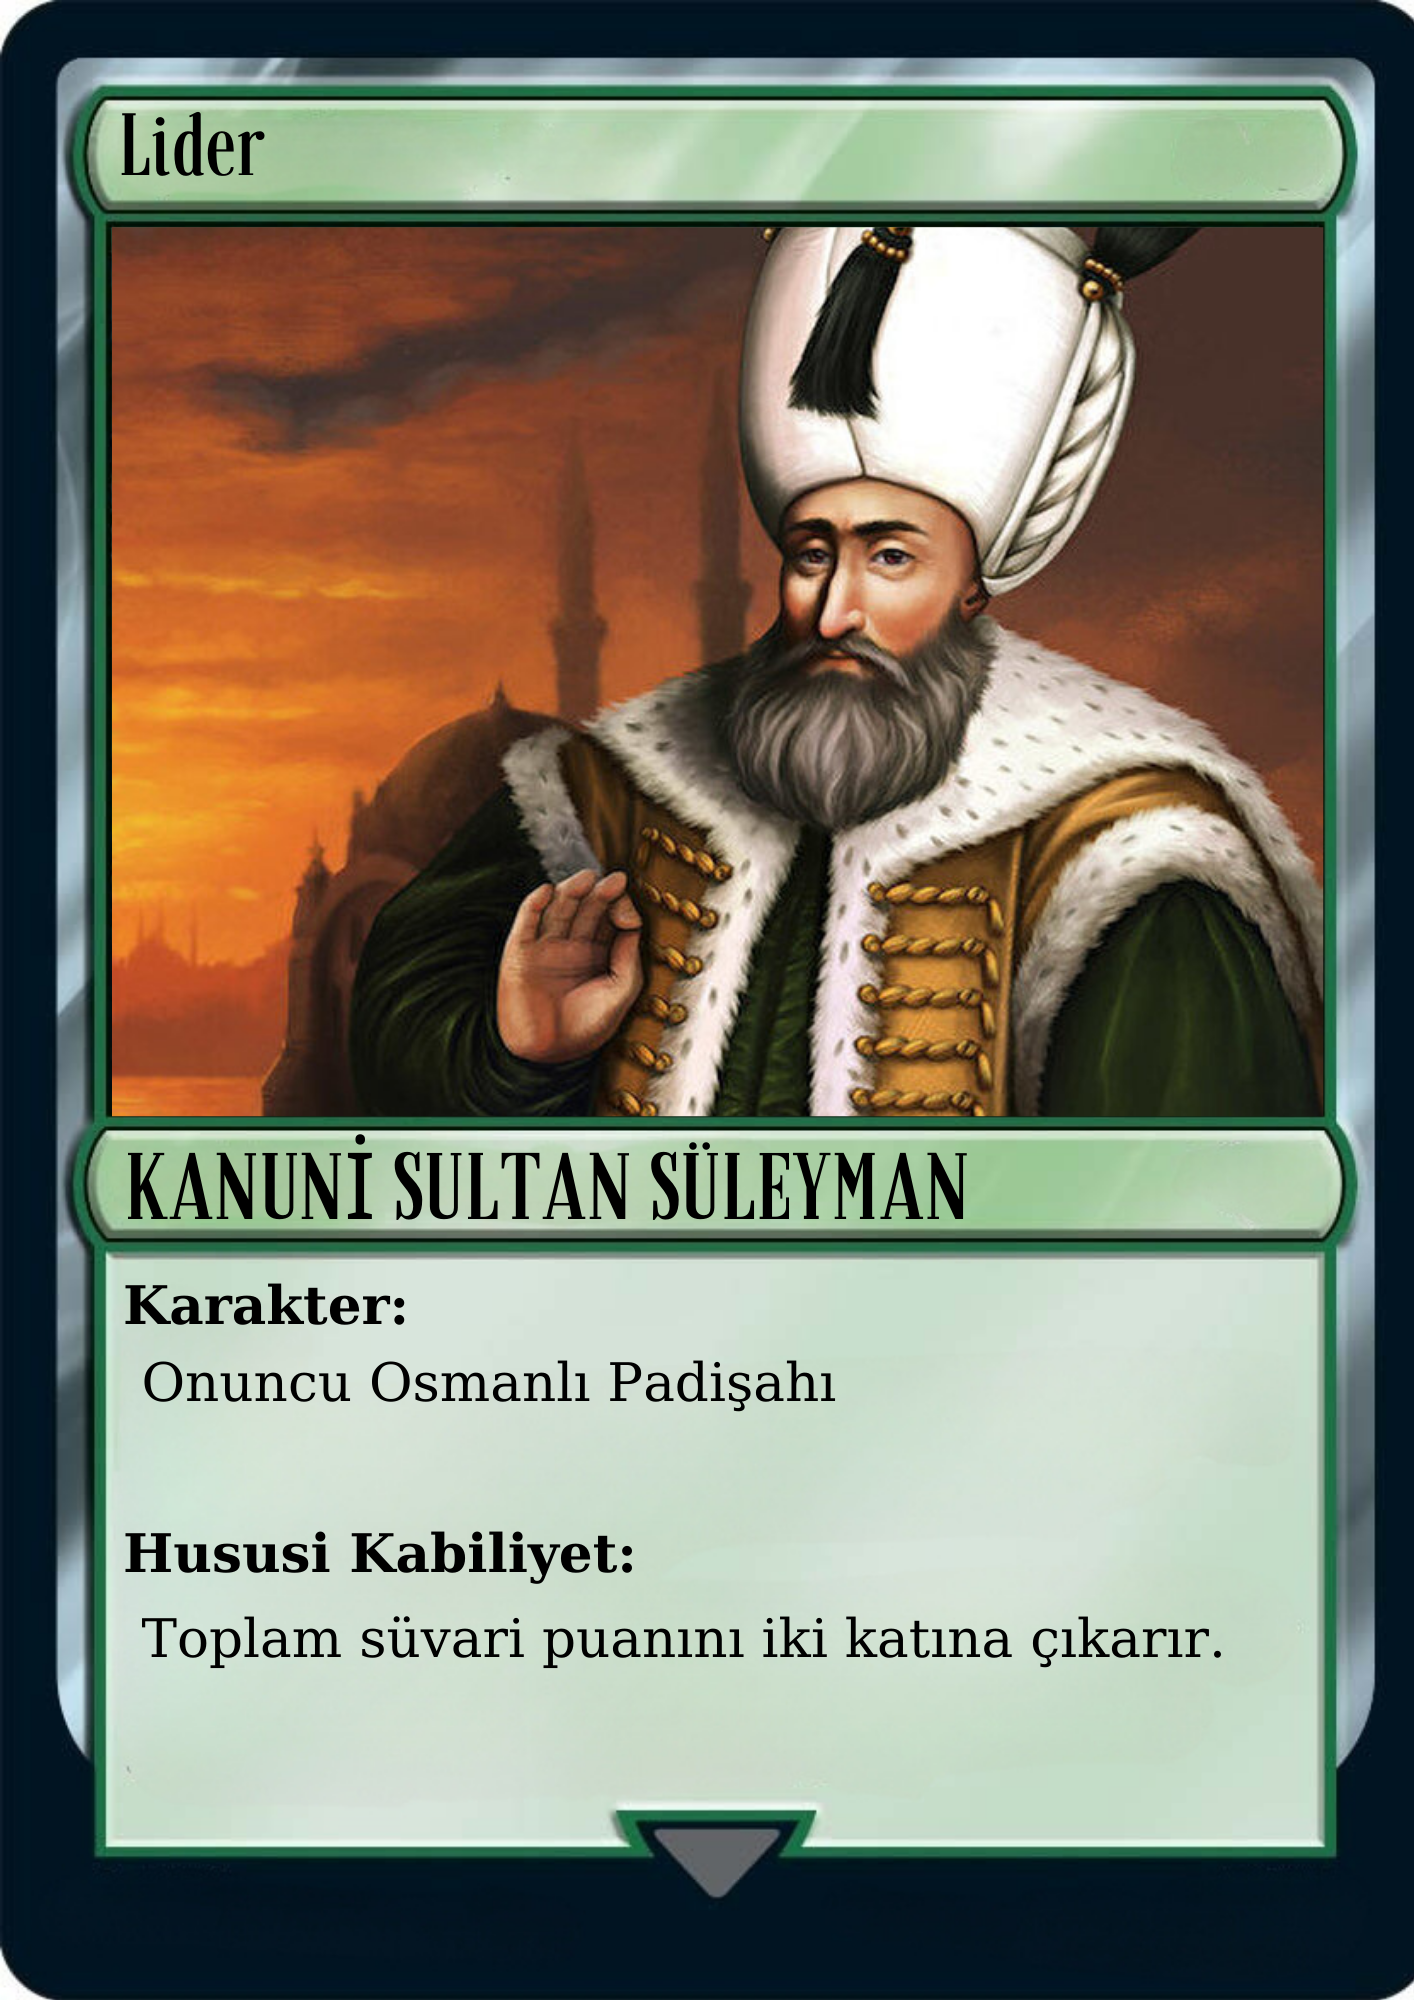 Lider
KANUNİ SULTAN SÜLEYMAN
Karakter:
Onuncu Osmanlı Padişahı
Hususi Kabiliyet:
Toplam süvari puanını iki katına çıkarır.